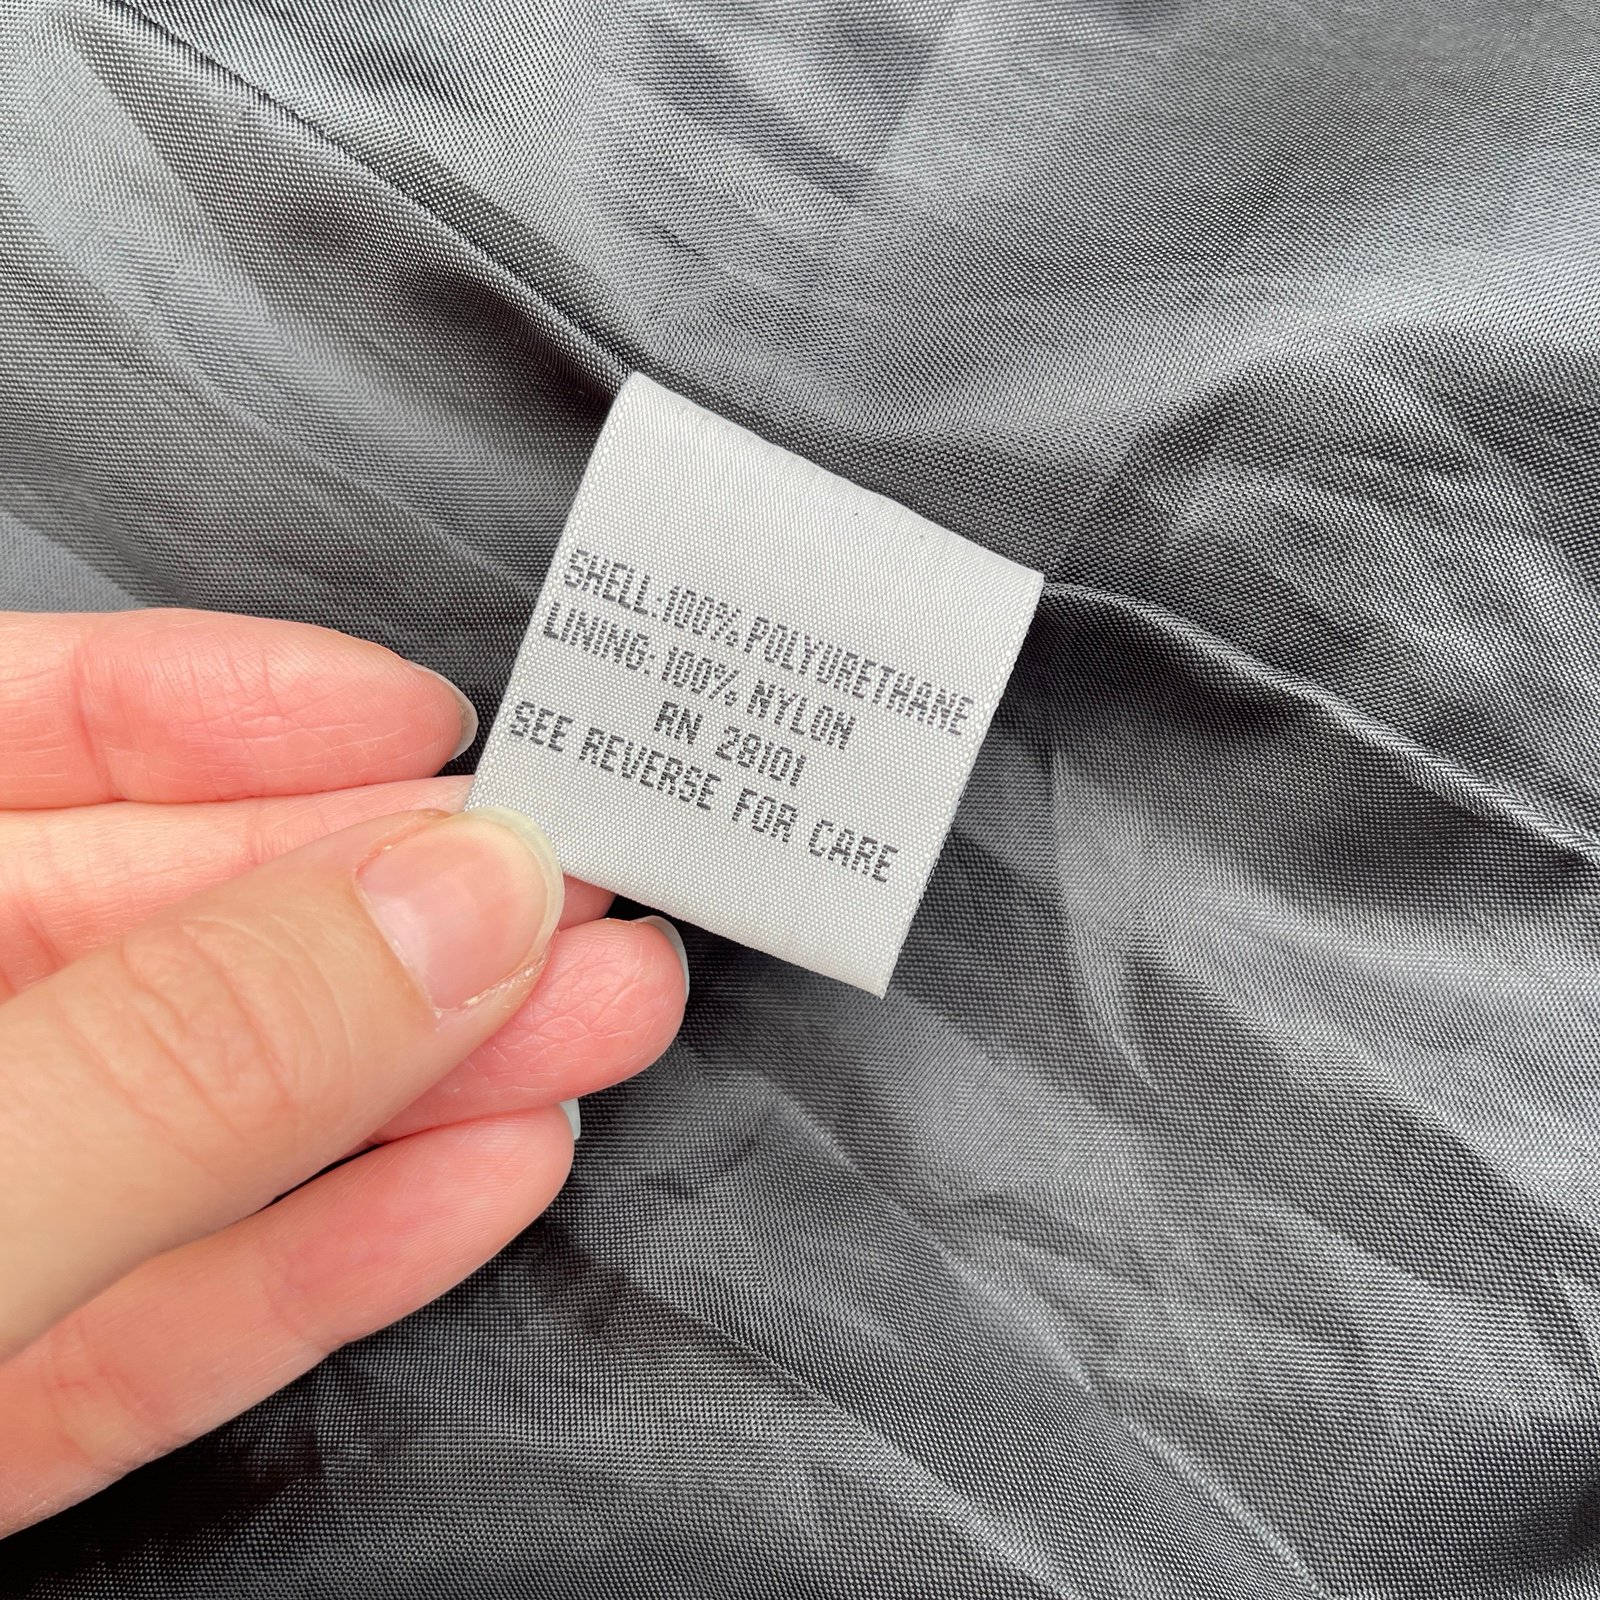 SHELL:100% POLYURETHANE
LINING: 100% NYLON
RN 28101
SEE REVERSE FOR CARE